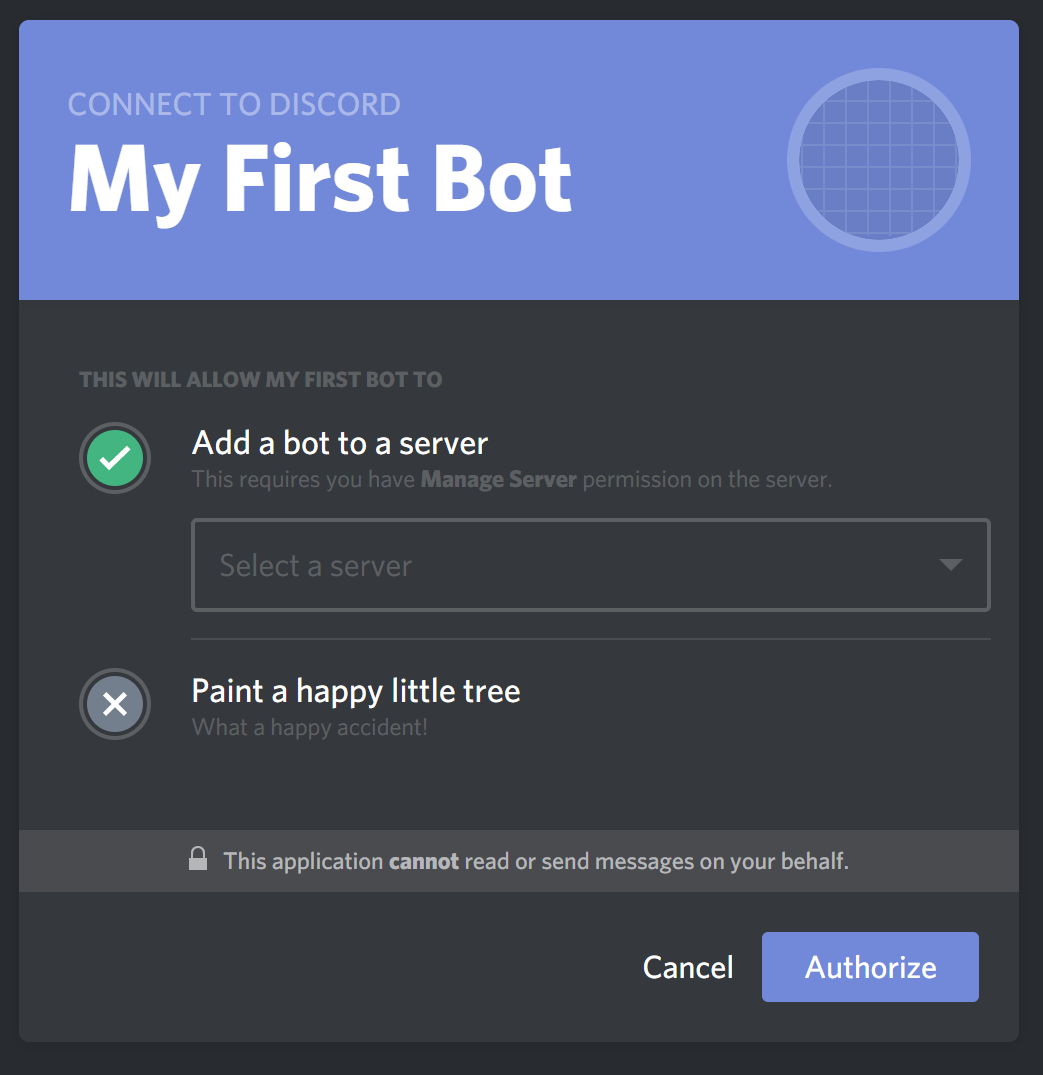 CONNECT TO DISCORD
My First Bot
THIS WILL ALLOW MY FIRST BOT TO
Add a bot to a server
This requires you have Manage Server permission on the server.
Select a server
Paint a happy little tree
What a happy accident!
This application cannot read or send messages on your behalf.
Cancel
Authorize